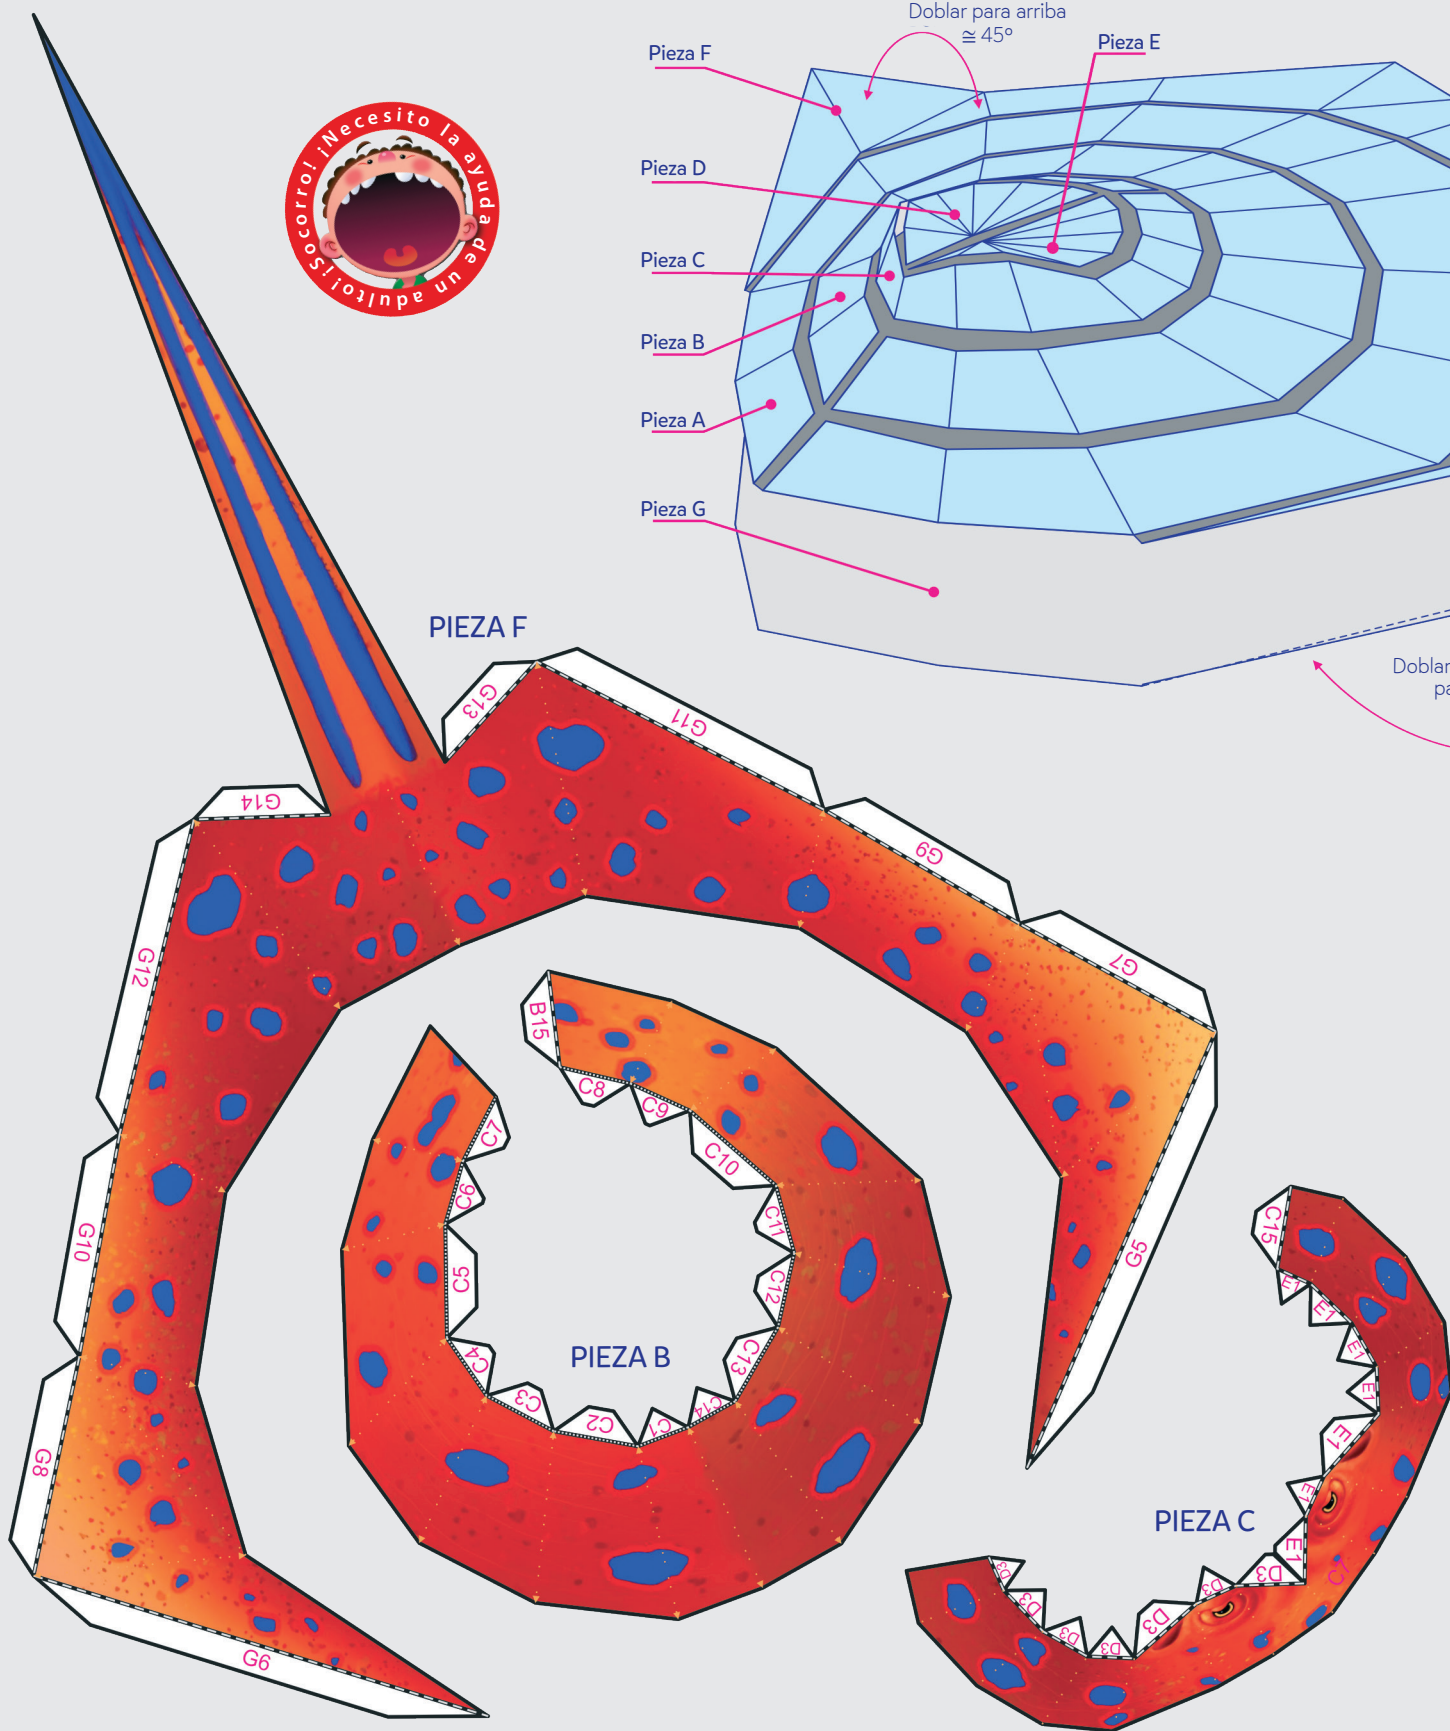 Doblar para arriba
≅ 45º
Pieza F
Pieza E
Pieza D
Pieza C
Pieza B
Pieza A
Pieza G
Doblar
pa
¡Socorro! ¡Necesito la ayuda de un adulto!
PIEZA F
G13
G11
G14
G9
G12
G7
G10
G5
G8
G6
B15
C8
C9
C10
C7
C6
C11
C5
C12
C4
C13
C3
C2
C1
C14
PIEZA B
C15
E1
E1
E1
E1
E1
E1
E1
PIEZA C
D3
D3
D3
D3
D3
D3
D3
C7